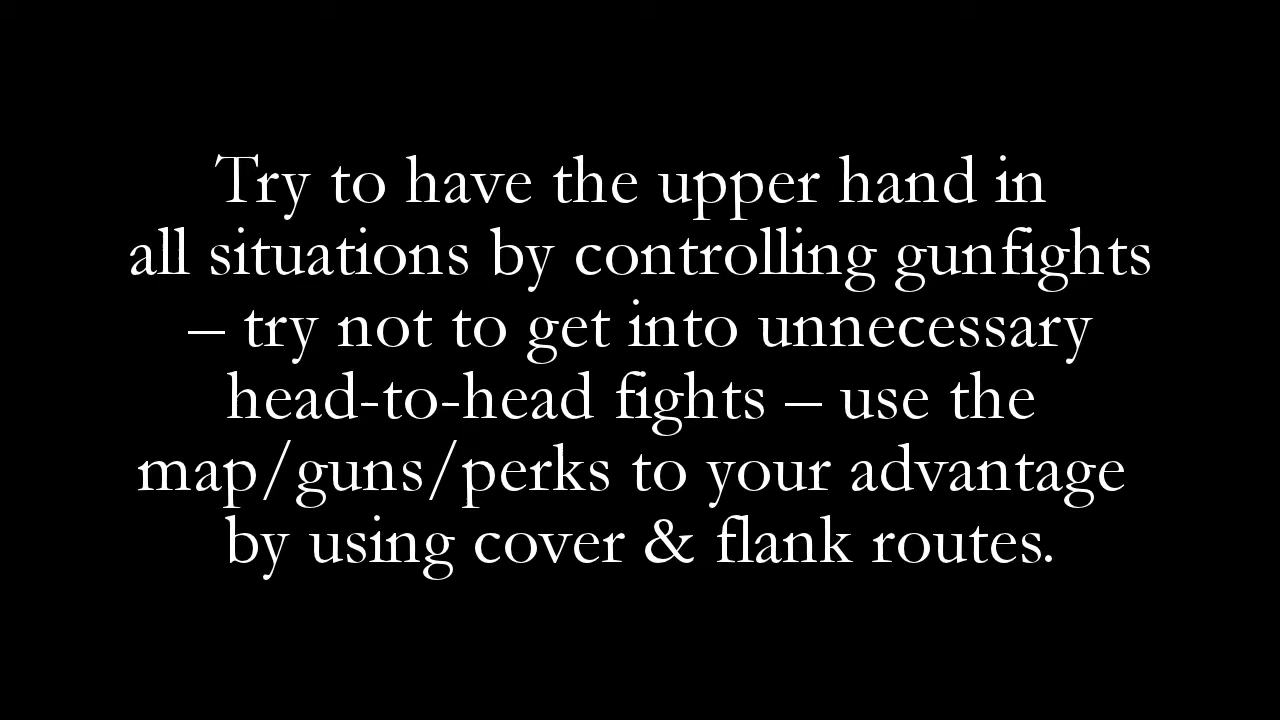 Try to have the upper hand in
all situations by controlling gunfights
– try not to get into unnecessary
head-to-head fights – use the
map/guns/perks to your advantage
by using cover & flank routes.